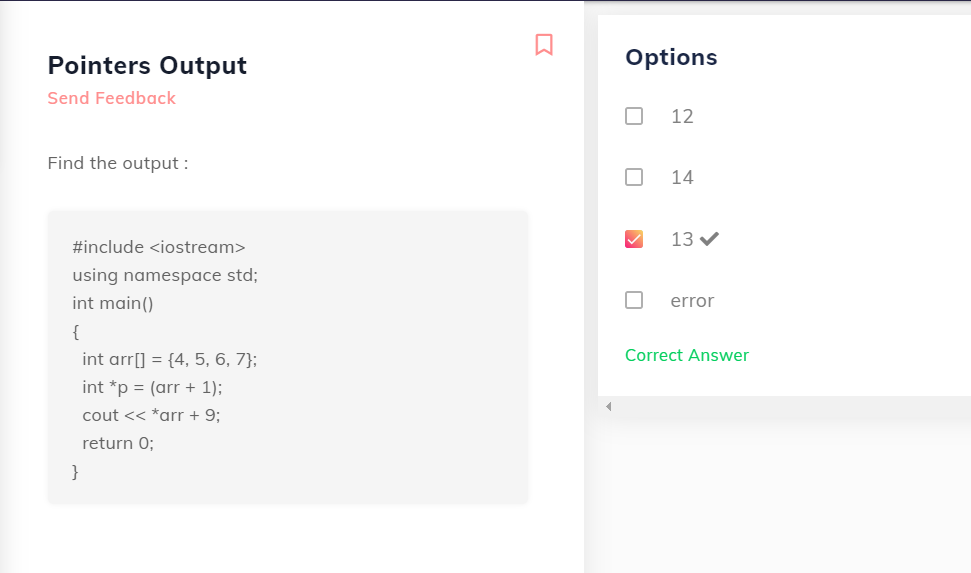 Pointers Output
Send Feedback
Find the output :
#include <iostream>
using namespace std;
int main()
{
int arr[] = {4, 5, 6, 7};
int *p = (arr + 1);
cout << *arr + 9;
return 0;
}
Options
12
14
13
error
Correct Answer